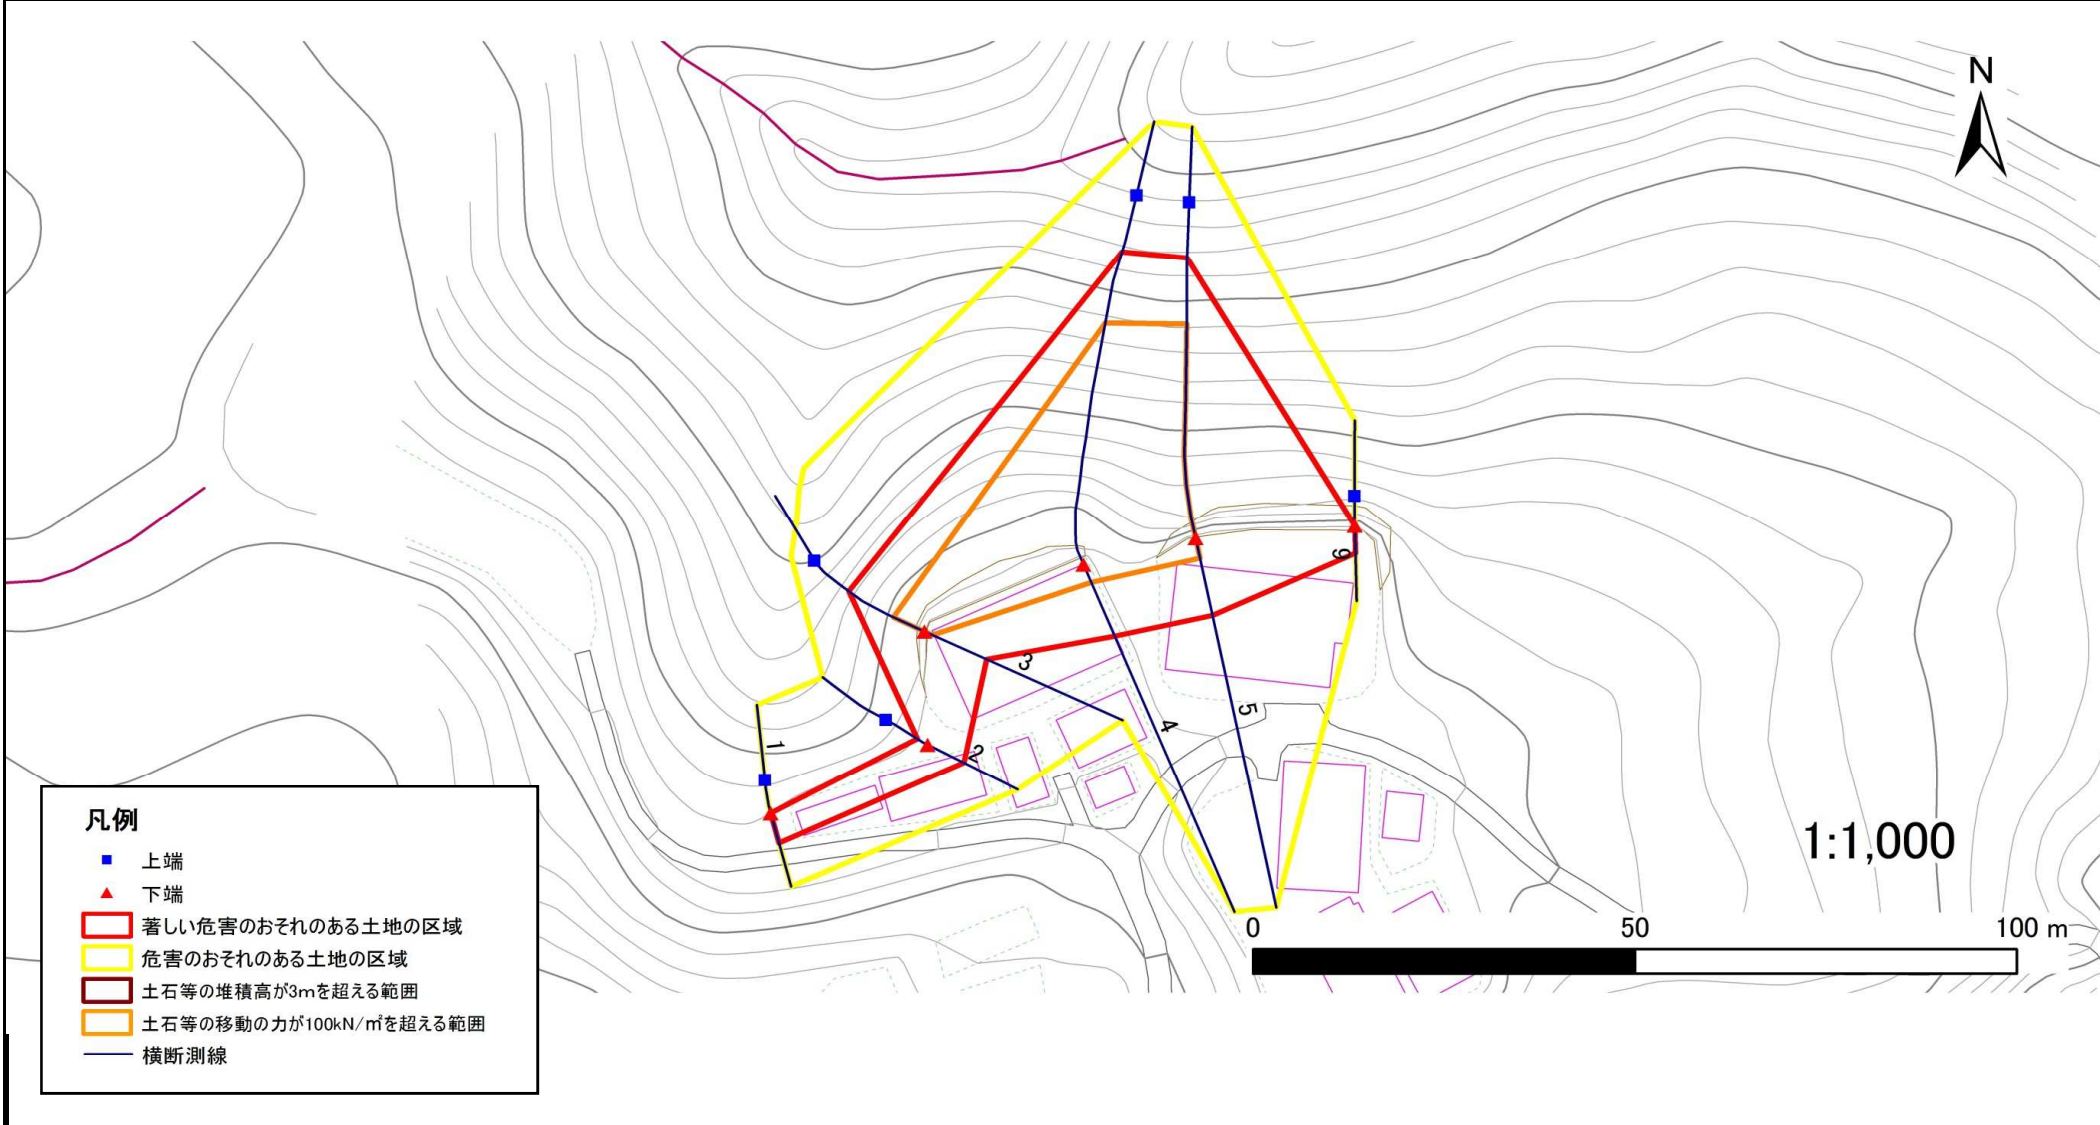 N
1
2
3
4
5
6
1:1,000
0 50 100 m
凡例
上端
下端
著しい危害のおそれのある土地の区域
危害のおそれのある土地の区域
土石等の堆積高が3mを超える範囲
土石等の移動の力が100kN/㎡を超える範囲
横断測線